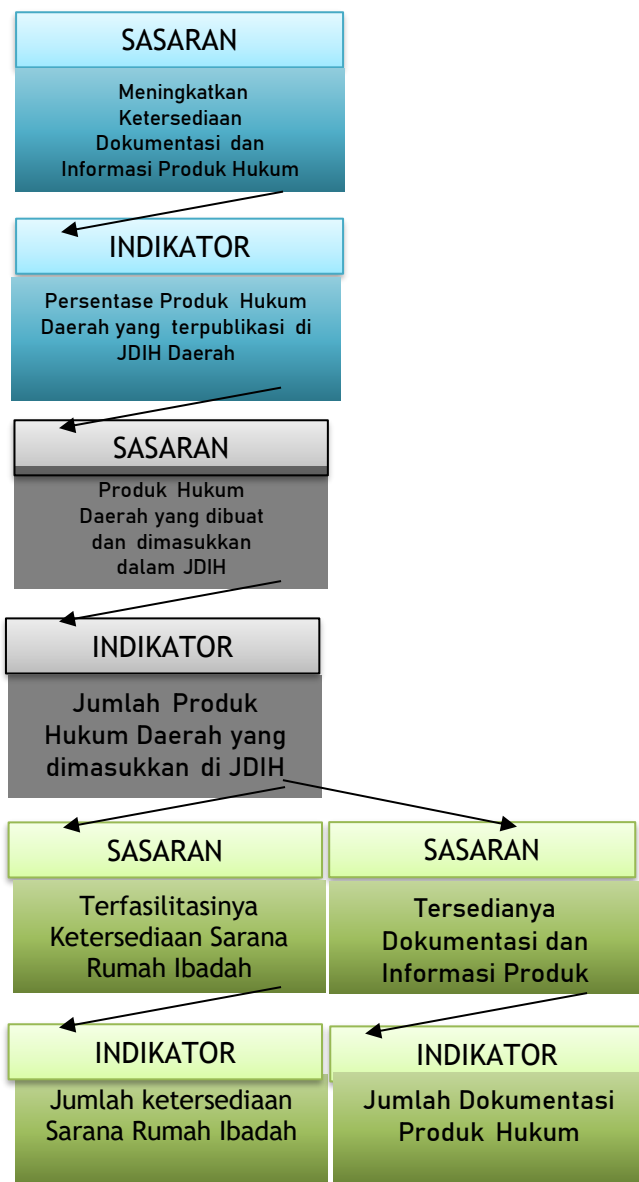 SASARAN
Meningkatkan
Ketersediaan
Dokumentasi dan
Informasi Produk Hukum
INDIKATOR
Persentase Produk Hukum
Daerah yang terpublikasi di
JDIH Daerah
SASARAN
Produk Hukum
Daerah yang dibuat
dan dimasukkan
dalam JDIH
INDIKATOR
Jumlah Produk
Hukum Daerah yang
dimasukkan di JDIH
SASARAN
Terfasilitasinya
Ketersediaan Sarana
Rumah Ibadah
SASARAN
Tersedianya
Dokumentasi dan
Informasi Produk
INDIKATOR
Jumlah ketersediaan
Sarana Rumah Ibadah
INDIKATOR
Jumlah Dokumentasi
Produk Hukum